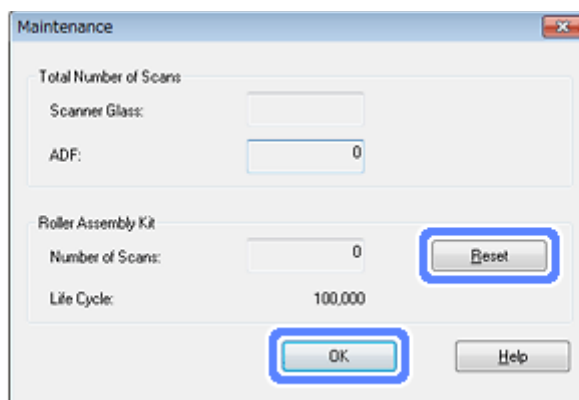 Maintenance
Total Number of Scans
Scanner Glass:
ADF: 0
Roller Assembly Kit
Number of Scans: 0 Reset
Life Cycle: 100,000
OK Help